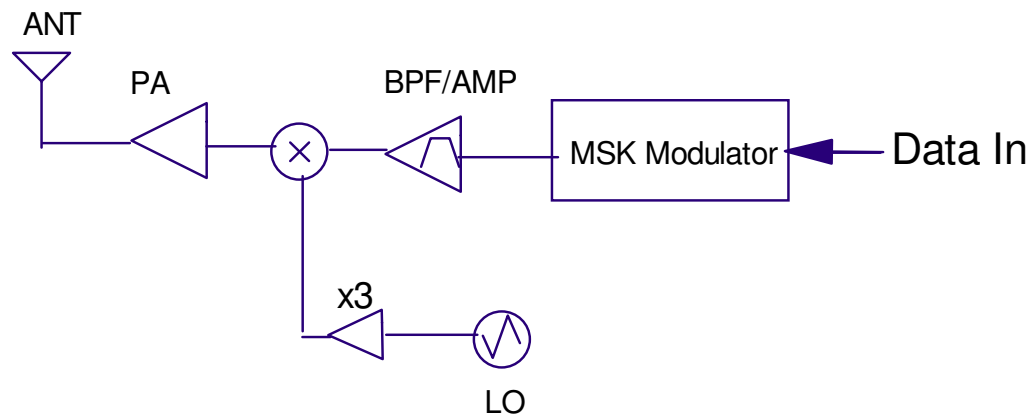 ANT
PA
BPF/AMP
MSK Modulator
Data In
x3
LO